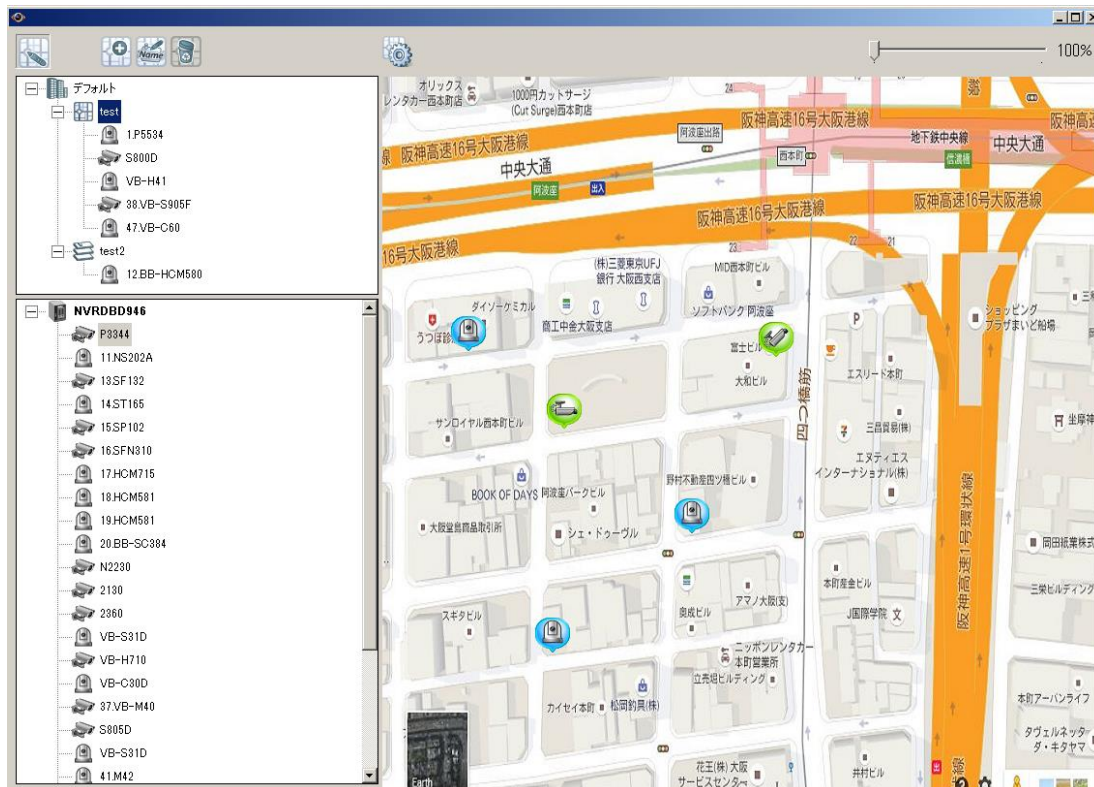 Name
100%
デフォルト
test
1.P5534
S800D
VB-H41
38.VB-S905F
47.VB-C60
test2
12.BB-HCM580
NVRDBD946
P3344
11.NS202A
13.SF132
14.ST165
15.SP102
16.SFN310
17.HCM715
18.HCM581
19.HCM581
20.BB-SC384
N2230
2130
2360
VB-S31D
VB-H710
VB-C30D
37.VB-M40
S805D
VB-S31D
41.M42
オリックス
レンタカー西本町店
1000円カットサージ
(Cut Surge)西本町店
24
阪神高速16号大阪港線
阪神高速
阿波座出路
阪神高速16号大阪港線
西本町
地下鉄中央線
中央大通
信濃橋
中央大通
阿波座
出入
阪神高速16号大阪港線
16号大阪港線
23
22
21
(株)三菱東京UFJ
銀行 大阪西支店
MID西本町ビル
ダイソーケミカル
うつぼ診
商工中金大阪支店
ソフトバンク 阿波座
ショッピング
プラザまいど船場
富士ビル
大和ビル
エスリード本町
四つ橋筋
サンロイヤル西本町ビル
三昌貿易(株)
坐摩神
エヌティエス
インターナショナル(株)
BOOK OF DAYS
阿波座パークビル
野村不動産四ツ橋ビル
大阪堂島商品取引所
シェ・ドゥーヴル
阪神高速1号環状線
岡田紙業株式
本町産金ビル
三栄ビルディング
アマノ大阪(支)
奥成ビル
スギタビル
J国際学院
ニッポンレンタカー
本町営業所
立売堀ビルディング
カイセイ本町
松岡釣具(株)
本町アーバンライフ
タヴェルネッタ
ダ・キタヤマ
Earth
花王(株) 大阪
サービスセンター
井村ビル
出